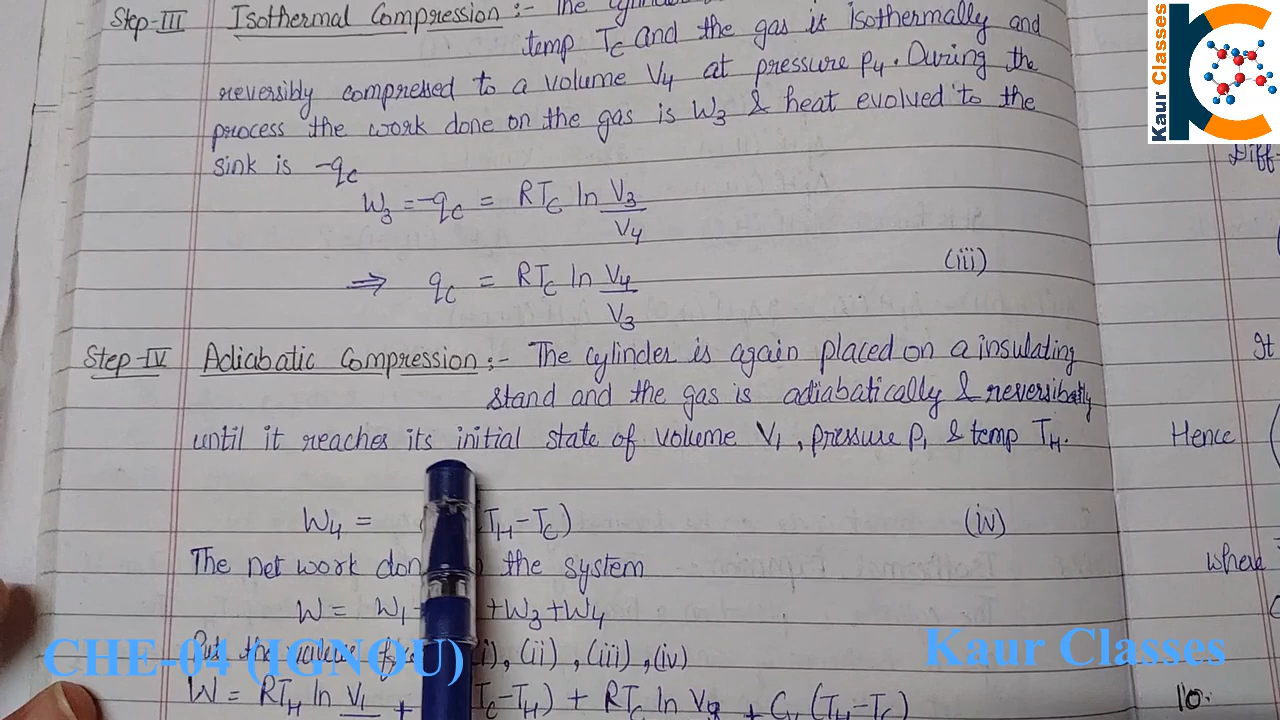 Step-III Isothermal Compression :- The cylinder
temp T_C and the gas is isothermally and
reversibly compressed to a volume V_4 at pressure P_4. During the
process the work done on the gas is W_3 & heat evolved to the
sink is -q_C
W_3 = -q_C = RT_C ln V_3/V_4
⇒ q_C = RT_C ln V_4/V_3 (iii)
Step-IV Adiabatic Compression :- The cylinder is again placed on a insulating
stand and the gas is adiabatically & reversibally
until it reaches its initial state of volume V_1, pressure P_1 & temp T_H.
W_4 = (T_H - T_C) (iv)
The net work don the system
W = W_1 + W_3 + W_4
Put the (i), (ii), (iii), (iv)
W = RT_H ln V_1 + T_C - T_H) + RT_C ln + C_V (T_H - T_C)
Diff
It
Hence
where
10.
Kaur Classes
KC
CHE-04 (IGNOU)
Kaur Classes